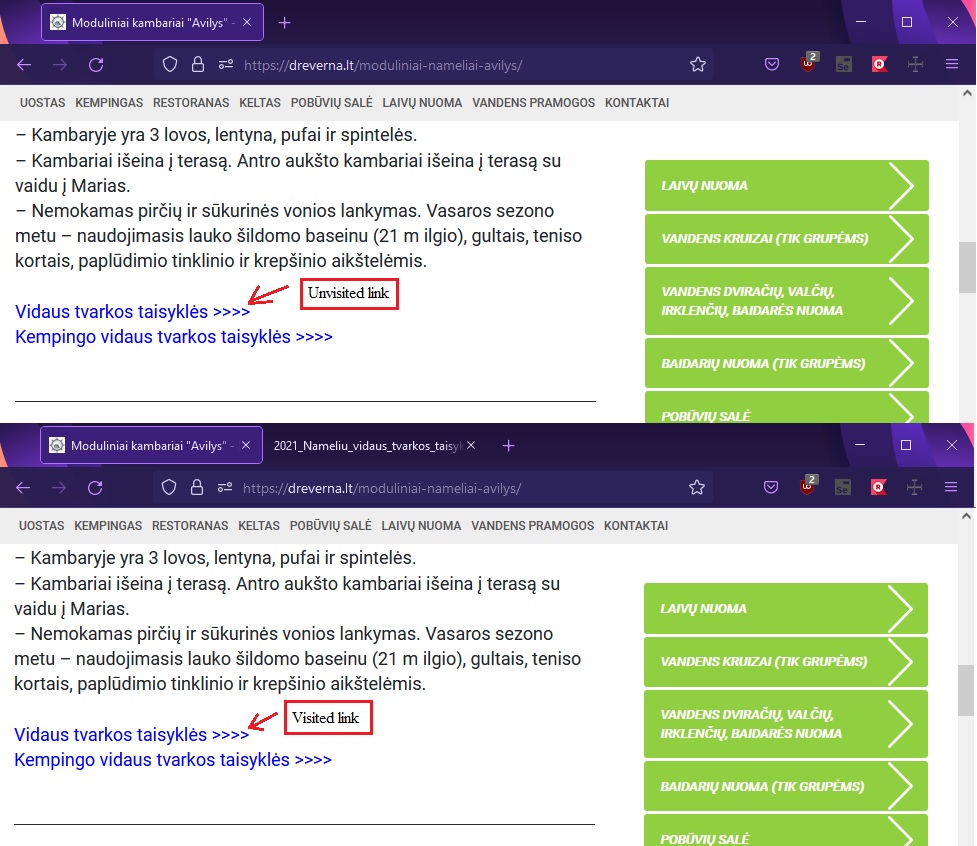 Moduliniai kambariai "Avilys" -
https://dreverna.lt/moduliniai-nameliai-avilys/
2
UOSTAS KEMPINGAS RESTORANAS KELTAS POBŪVIŲ SALĖ LAIVŲ NUOMA VANDENS PRAMOGOS KONTAKTAI
– Kambaryje yra 3 lovos, lentyna, pufai ir spintelės.
– Kambariai išeina į terasą. Antro aukšto kambariai išeina į terasą su
vaidu į Marias.
– Nemokamas pirčių ir sūkurinės vonios lankymas. Vasaros sezono
metu – naudojimasis lauko šildomo baseinu (21 m ilgio), gultais, teniso
kortais, paplūdimio tinklinio ir krepšinio aikštelėmis.
Unvisited link
Vidaus tvarkos taisyklės >>>>
Kempingo vidaus tvarkos taisyklės >>>>
LAIVŲ NUOMA
VANDENS KRUIZAI (TIK GRUPĖMS)
VANDENS DVIRAČIŲ, VALČIŲ,
IRKLENČIŲ, BAIDARĖS NUOMA
BAIDARIŲ NUOMA (TIK GRUPĖMS)
POBŪVIŲ SALĖ
Moduliniai kambariai "Avilys" -
2021_Nameliu_vidaus_tvarkos_taisyk
https://dreverna.lt/moduliniai-nameliai-avilys/
2
UOSTAS KEMPINGAS RESTORANAS KELTAS POBŪVIŲ SALĖ LAIVŲ NUOMA VANDENS PRAMOGOS KONTAKTAI
– Kambaryje yra 3 lovos, lentyna, pufai ir spintelės.
– Kambariai išeina į terasą. Antro aukšto kambariai išeina į terasą su
vaidu į Marias.
– Nemokamas pirčių ir sūkurinės vonios lankymas. Vasaros sezono
metu – naudojimasis lauko šildomo baseinu (21 m ilgio), gultais, teniso
kortais, paplūdimio tinklinio ir krepšinio aikštelėmis.
Visited link
Vidaus tvarkos taisyklės >>>>
Kempingo vidaus tvarkos taisyklės >>>>
LAIVŲ NUOMA
VANDENS KRUIZAI (TIK GRUPĖMS)
VANDENS DVIRAČIŲ, VALČIŲ,
IRKLENČIŲ, BAIDARĖS NUOMA
BAIDARIŲ NUOMA (TIK GRUPĖMS)
POBŪVIŲ SALĖ